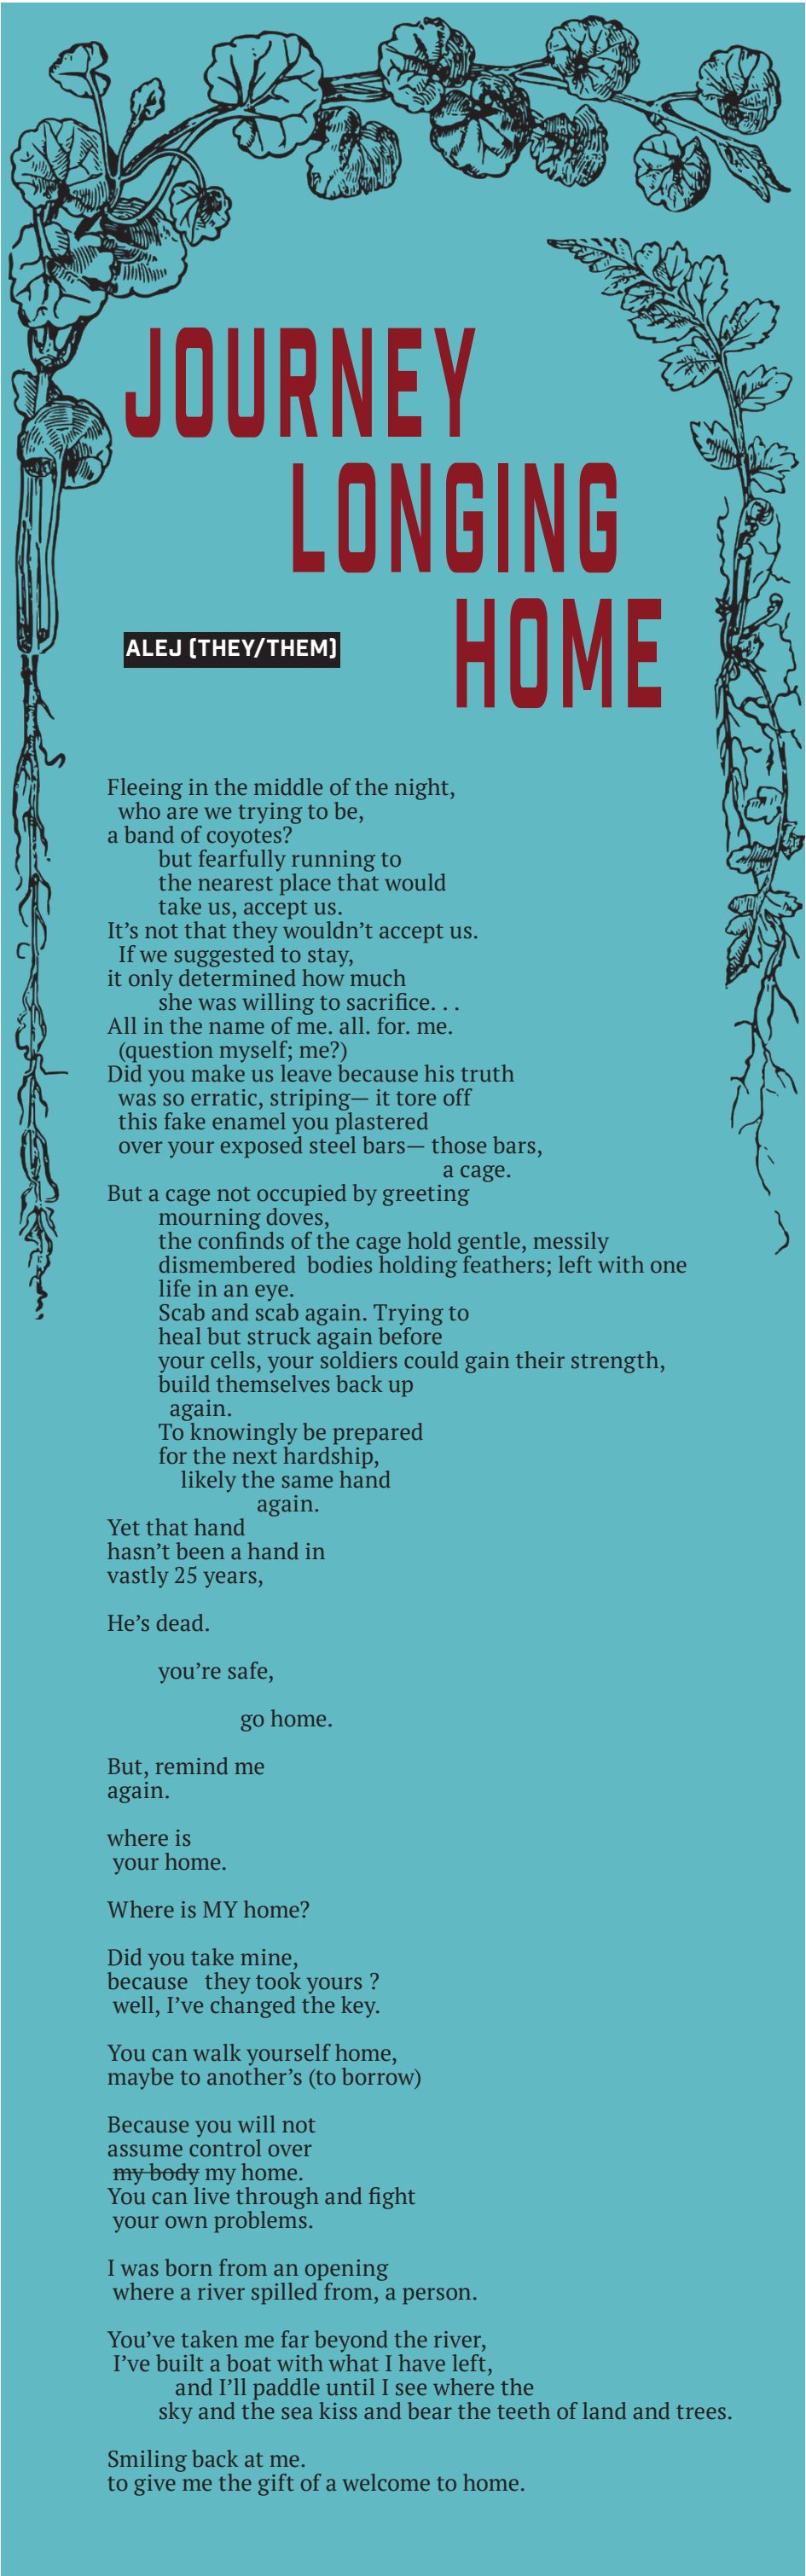 JOURNEY
LONGING
HOME
ALEJ (THEY/THEM)
Fleeing in the middle of the night,
who are we trying to be,
a band of coyotes?
but fearfully running to
the nearest place that would
take us, accept us.
It’s not that they wouldn’t accept us.
If we suggested to stay,
it only determined how much
she was willing to sacrifice. . .
All in the name of me. all. for. me.
(question myself; me?)
Did you make us leave because his truth
was so erratic, striping— it tore off
this fake enamel you plastered
over your exposed steel bars— those bars,
a cage.
But a cage not occupied by greeting
mourning doves,
the confinds of the cage hold gentle, messily
dismembered  bodies holding feathers; left with one
life in an eye.
Scab and scab again. Trying to
heal but struck again before
your cells, your soldiers could gain their strength,
build themselves back up
again.
To knowingly be prepared
for the next hardship,
likely the same hand
again.
Yet that hand
hasn’t been a hand in
vastly 25 years,
He’s dead.
you’re safe,
go home.
But, remind me
again.
where is
your home.
Where is MY home?
Did you take mine,
because  they took yours ?
well, I’ve changed the key.
You can walk yourself home,
maybe to another’s (to borrow)
Because you will not
assume control over
my body my home.
You can live through and fight
your own problems.
I was born from an opening
where a river spilled from, a person.
You’ve taken me far beyond the river,
I’ve built a boat with what I have left,
and I’ll paddle until I see where the
sky and the sea kiss and bear the teeth of land and trees.
Smiling back at me.
to give me the gift of a welcome to home.